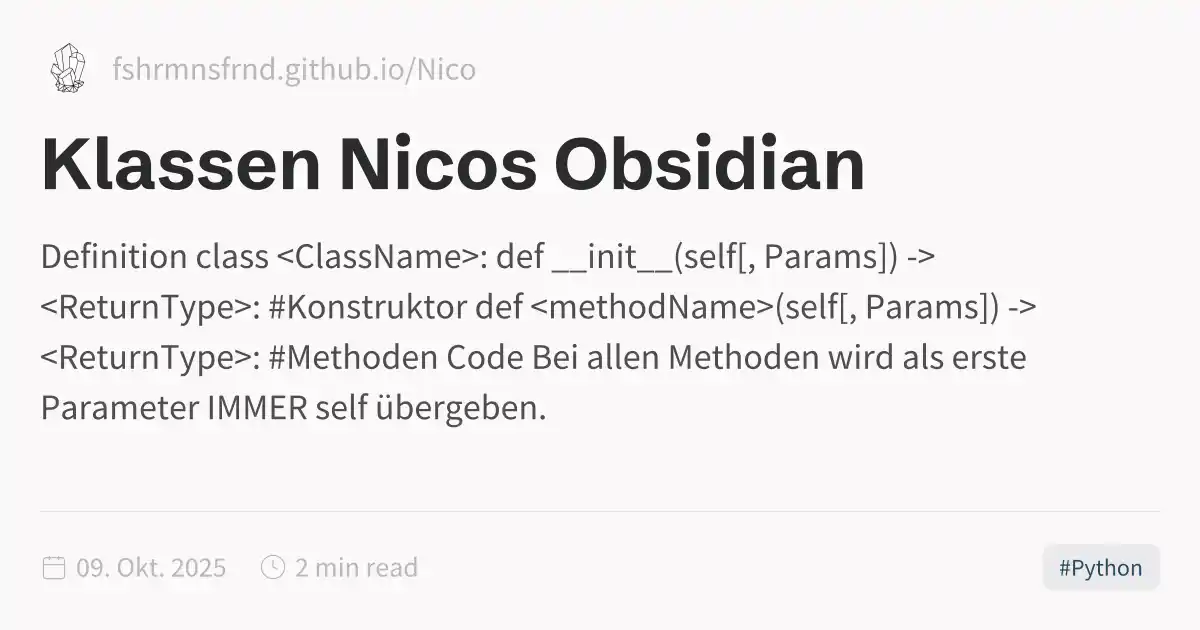 fshrmnsfrnd.github.io/Nico
Klassen Nicos Obsidian
Definition class <ClassName>: def __init__(self[, Params]) ->
<ReturnType>: #Konstruktor def <methodName>(self[, Params]) ->
<ReturnType>: #Methoden Code Bei allen Methoden wird als erste
Parameter IMMER self übergeben.
09. Okt. 2025 2 min read #Python